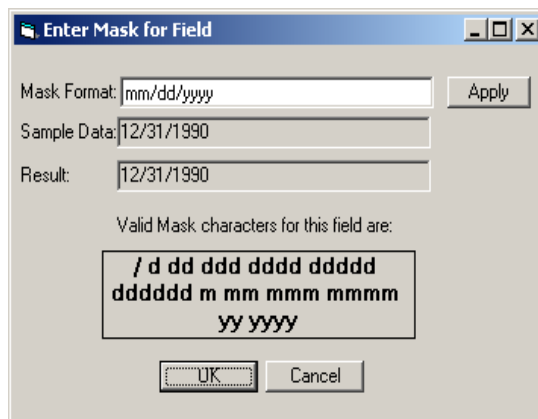 Enter Mask for Field
Mask Format: mm/dd/yyyy Apply
Sample Data: 12/31/1990
Result: 12/31/1990
Valid Mask characters for this field are:
/ d dd ddd dddd ddddd
dddddd m mm mmm mmmm
yy yyyy
OK Cancel